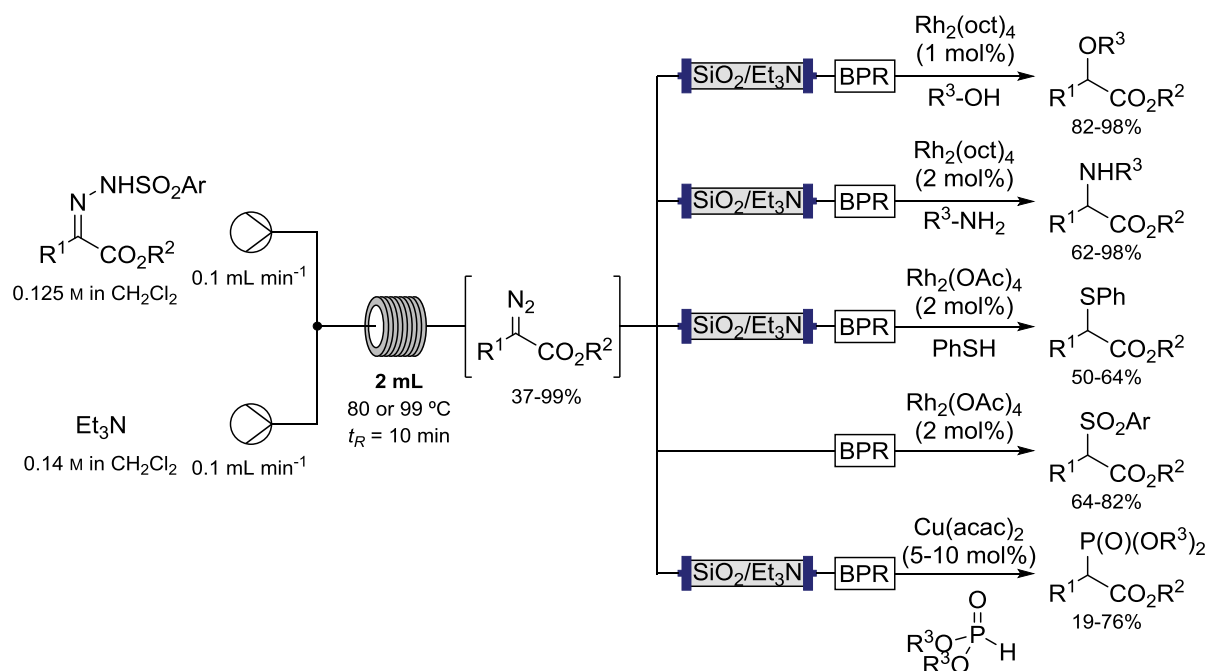 N
NHSO₂Ar
R¹
CO₂R²
0.125 M in CH₂Cl₂
0.1 mL min⁻¹
Et₃N
0.14 M in CH₂Cl₂
0.1 mL min⁻¹
2 mL
80 or 99 ºC
t_R = 10 min
N₂
R¹
CO₂R²
37-99%
SiO₂/Et₃N
BPR
Rh₂(oct)₄
(1 mol%)
R³-OH
OR³
R¹
CO₂R²
82-98%
SiO₂/Et₃N
BPR
Rh₂(oct)₄
(2 mol%)
R³-NH₂
NHR³
R¹
CO₂R²
62-98%
SiO₂/Et₃N
BPR
Rh₂(OAc)₄
(2 mol%)
PhSH
SPh
R¹
CO₂R²
50-64%
BPR
Rh₂(OAc)₄
(2 mol%)
SO₂Ar
R¹
CO₂R²
64-82%
SiO₂/Et₃N
BPR
Cu(acac)₂
(5-10 mol%)
O
R³O
P
H
R³O
P(O)(OR³)₂
R¹
CO₂R²
19-76%